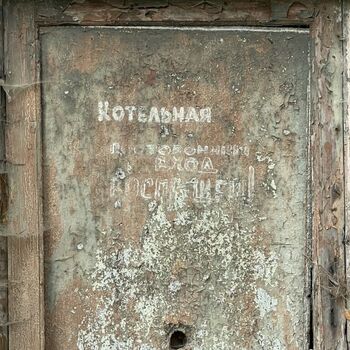 Котельная
Посторонним
вход
воспрещен!